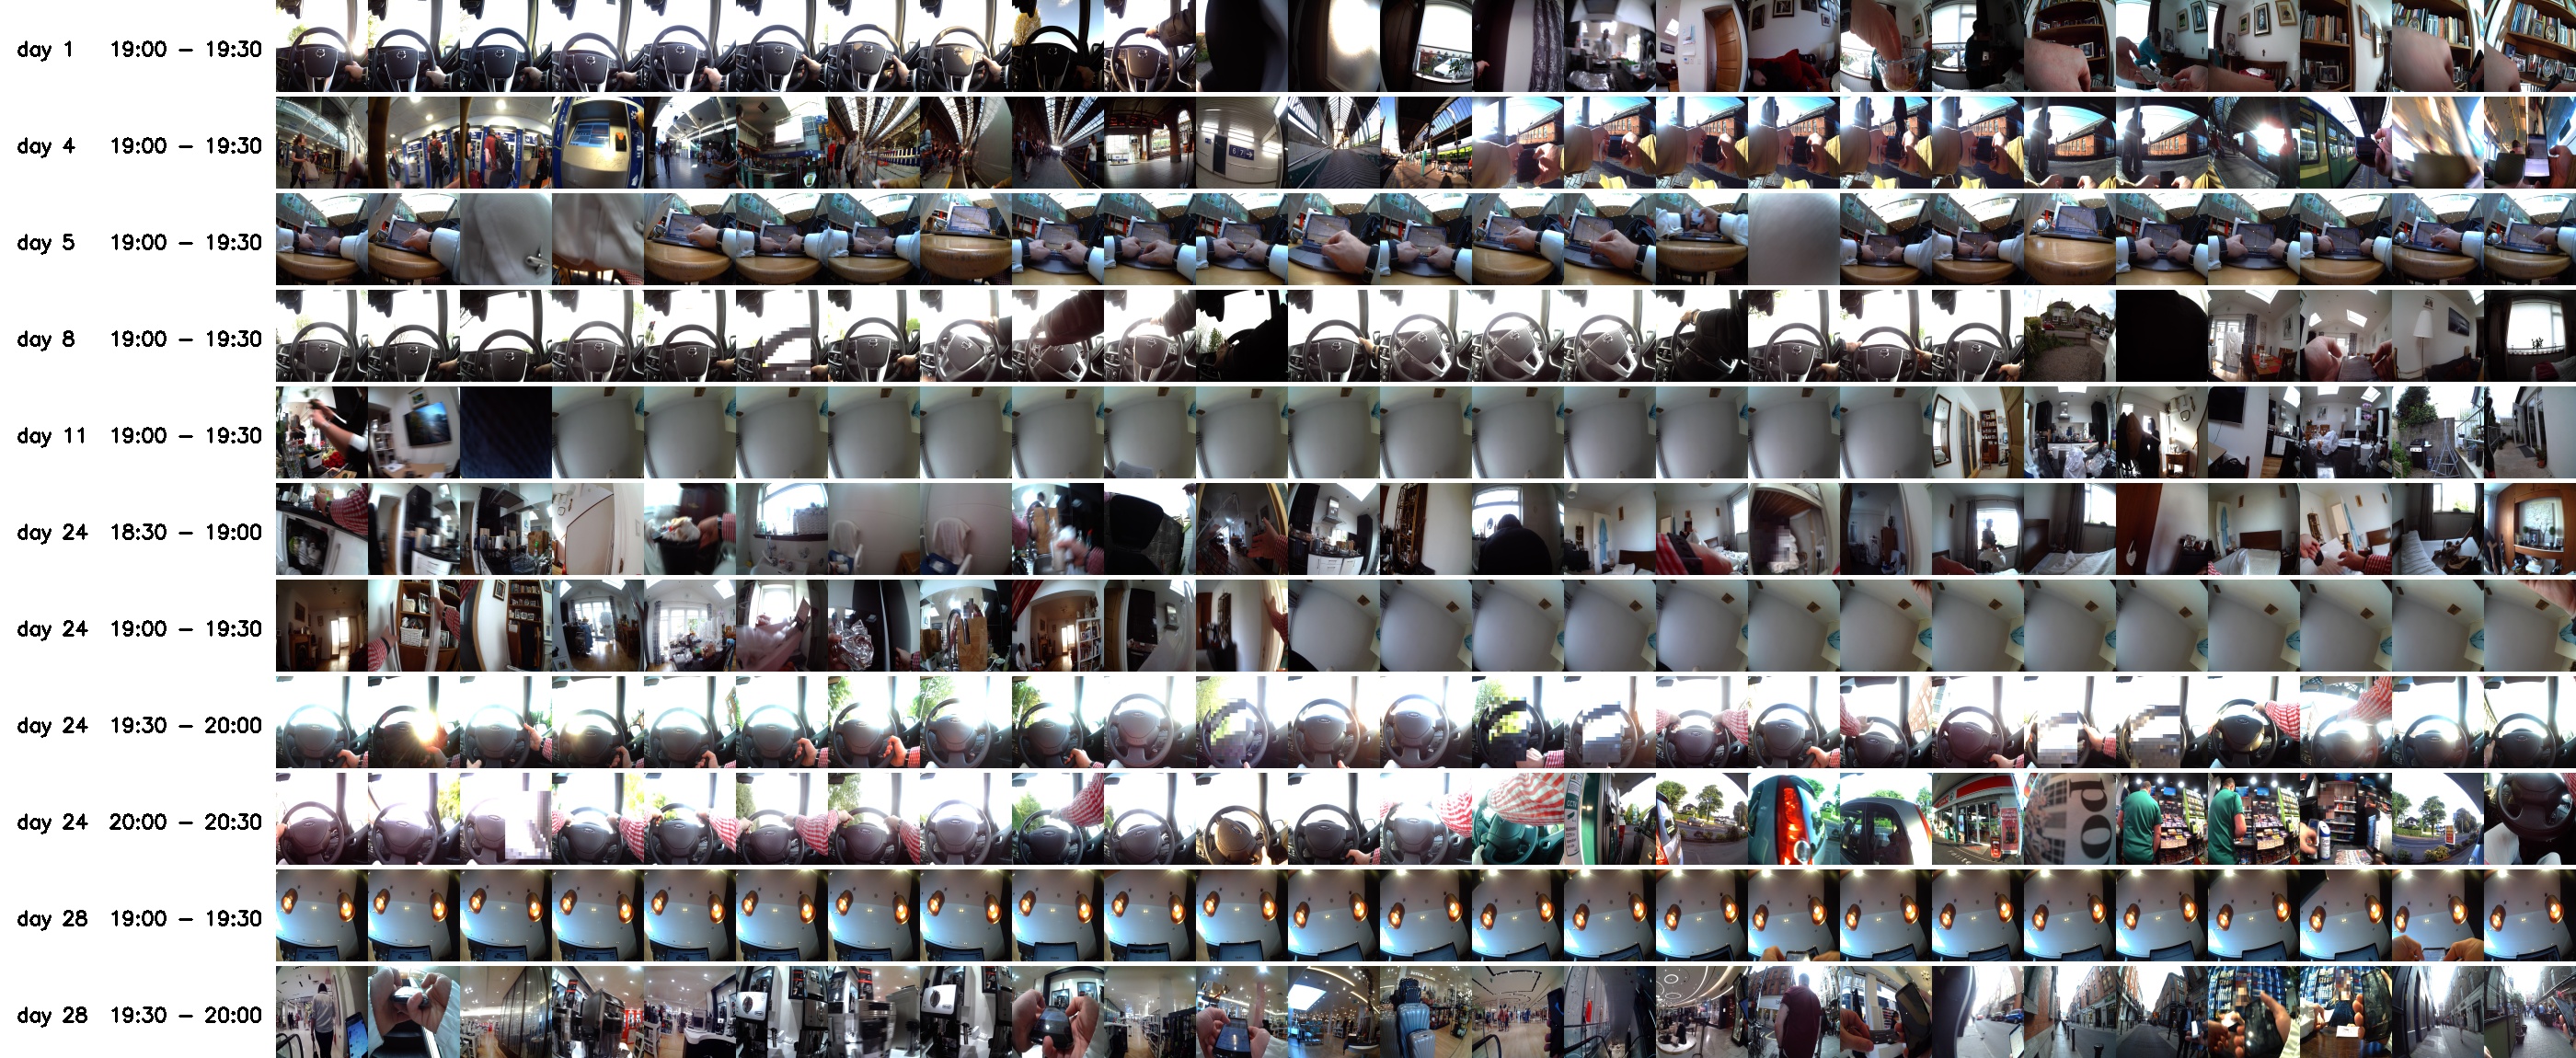 day 1 19:00 - 19:30
day 4 19:00 - 19:30
day 5 19:00 - 19:30
day 8 19:00 - 19:30
day 11 19:00 - 19:30
day 24 18:30 - 19:00
day 24 19:00 - 19:30
day 24 19:30 - 20:00
day 24 20:00 - 20:30
day 28 19:00 - 19:30
day 28 19:30 - 20:00